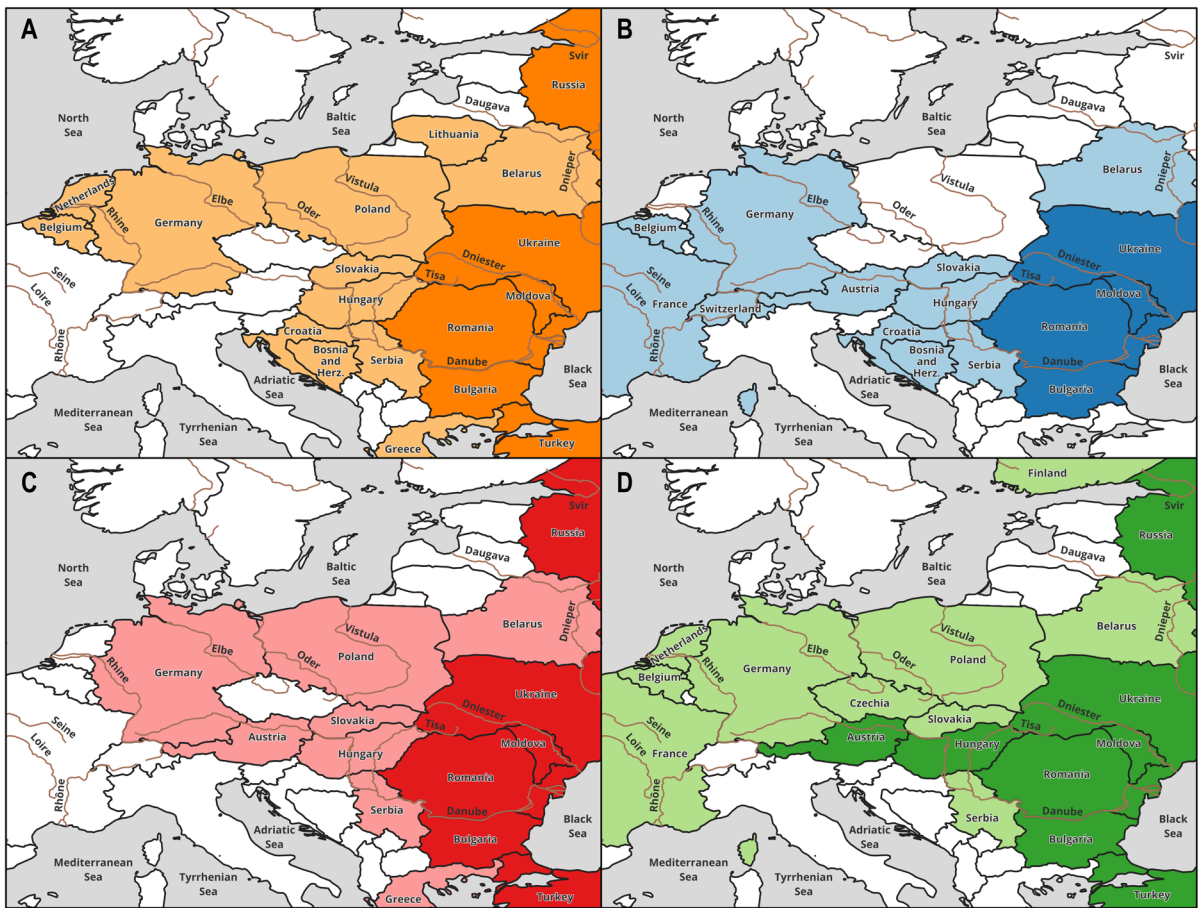 A
Svir
Russia
North
Sea
Baltic
Sea
Daugava
Lithuania
Belarus
Dnieper
Netherlands
Rhine
Belgium
Germany
Elbe
Vistula
Oder
Poland
Ukraine
Seine
Loire
Rhône
Slovakia
Tisa
Dniester
Hungary
Moldova
Croatia
Romania
Bosnia
and
Herz.
Serbia
Danube
Bulgaria
Adriatic
Sea
Black
Sea
Mediterranean
Sea
Tyrrhenian
Sea
Greece
Turkey
B
Svir
North
Sea
Baltic
Sea
Daugava
Belarus
Dnieper
Rhine
Belgium
Germany
Elbe
Vistula
Oder
Ukraine
Seine
Loire
France
Rhône
Switzerland
Austria
Slovakia
Tisa
Dniester
Hungary
Moldova
Croatia
Romania
Bosnia
and
Herz.
Serbia
Danube
Bulgaria
Adriatic
Sea
Black
Sea
Mediterranean
Sea
Tyrrhenian
Sea
C
Svir
Russia
North
Sea
Baltic
Sea
Daugava
Belarus
Dnieper
Rhine
Germany
Elbe
Vistula
Oder
Poland
Ukraine
Seine
Loire
Rhône
Slovakia
Austria
Tisa
Dniester
Hungary
Moldova
Romania
Serbia
Danube
Bulgaria
Adriatic
Sea
Black
Sea
Mediterranean
Sea
Tyrrhenian
Sea
Greece
Turkey
D
Finland
Svir
Russia
North
Sea
Baltic
Sea
Daugava
Belarus
Dnieper
Netherlands
Rhine
Belgium
Germany
Elbe
Vistula
Oder
Poland
Ukraine
Czechia
Seine
Loire
France
Rhône
Slovakia
Austria
Tisa
Dniester
Hungary
Moldova
Romania
Serbia
Danube
Bulgaria
Adriatic
Sea
Black
Sea
Mediterranean
Sea
Tyrrhenian
Sea
Turkey